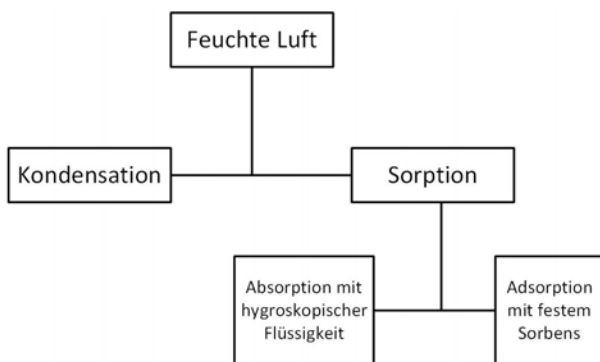 Feuchte Luft
Kondensation
Sorption
Absorption mit
hygroskopischer
Flüssigkeit
Adsorption
mit festem
Sorbens